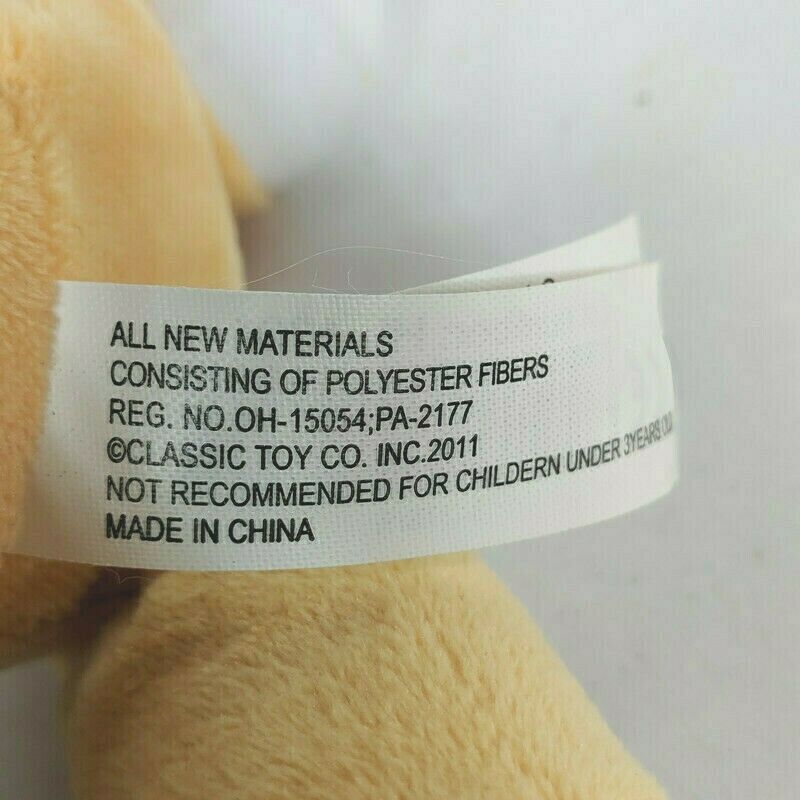 ALL NEW MATERIALS
CONSISTING OF POLYESTER FIBERS
REG. NO.OH-15054;PA-2177
©CLASSIC TOY CO. INC.2011
NOT RECOMMENDED FOR CHILDERN UNDER 3YEARS OLD
MADE IN CHINA